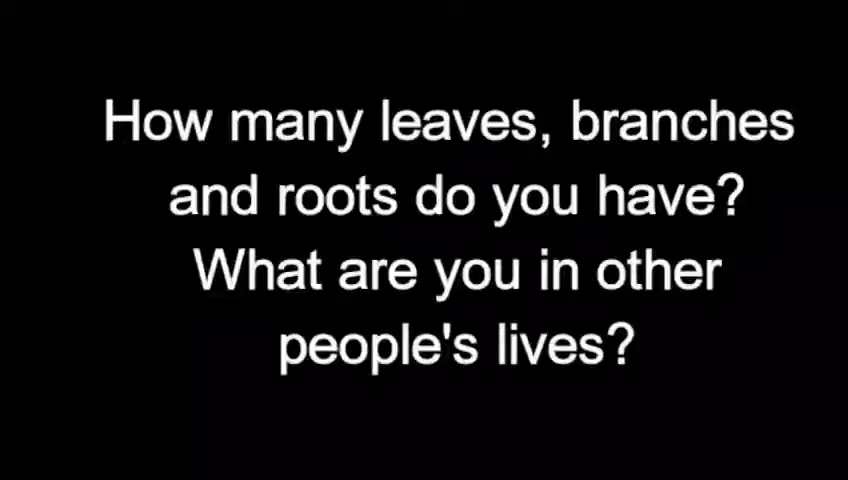 How many leaves, branches
and roots do you have?
What are you in other
people's lives?